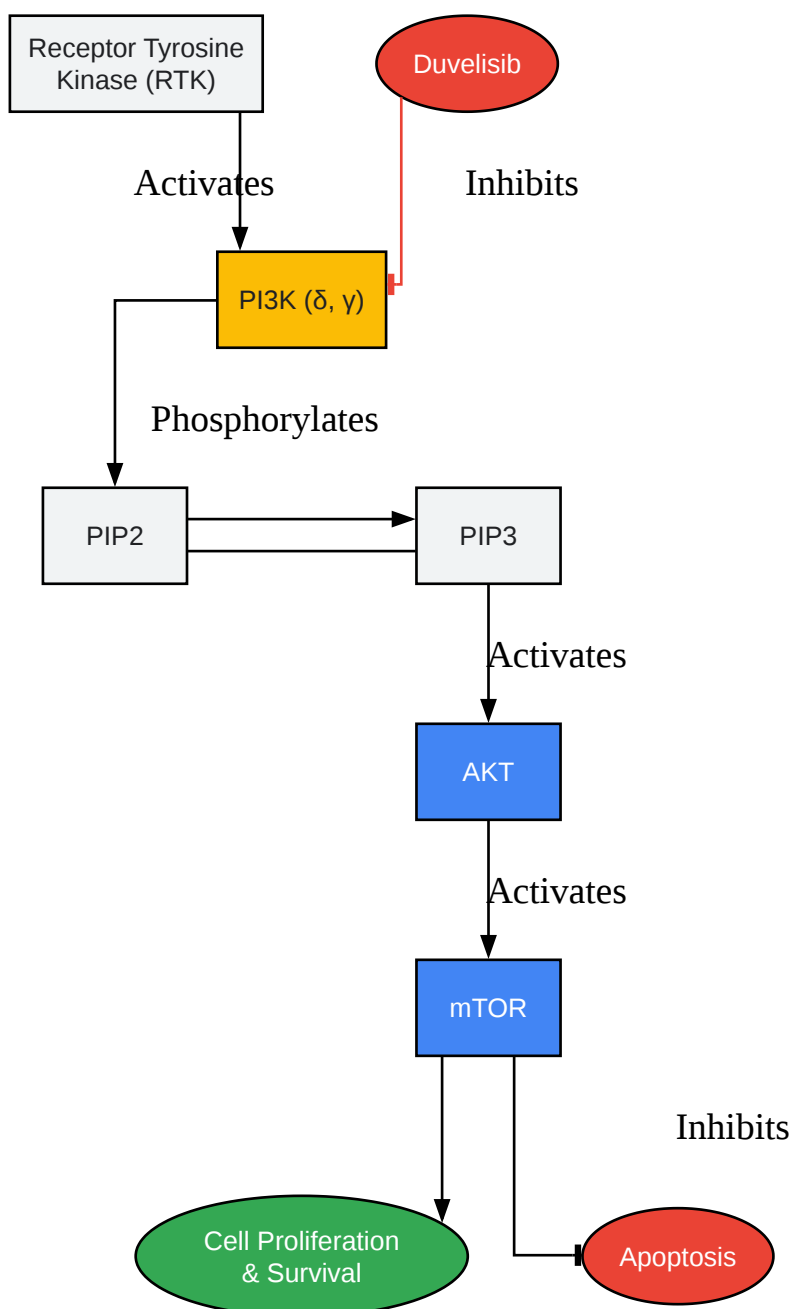 Receptor Tyrosine
Kinase (RTK)
Duvelisib
Activates
Inhibits
PI3K (δ, γ)
Phosphorylates
PIP2
PIP3
Activates
AKT
Activates
mTOR
Inhibits
Cell Proliferation
& Survival
Apoptosis